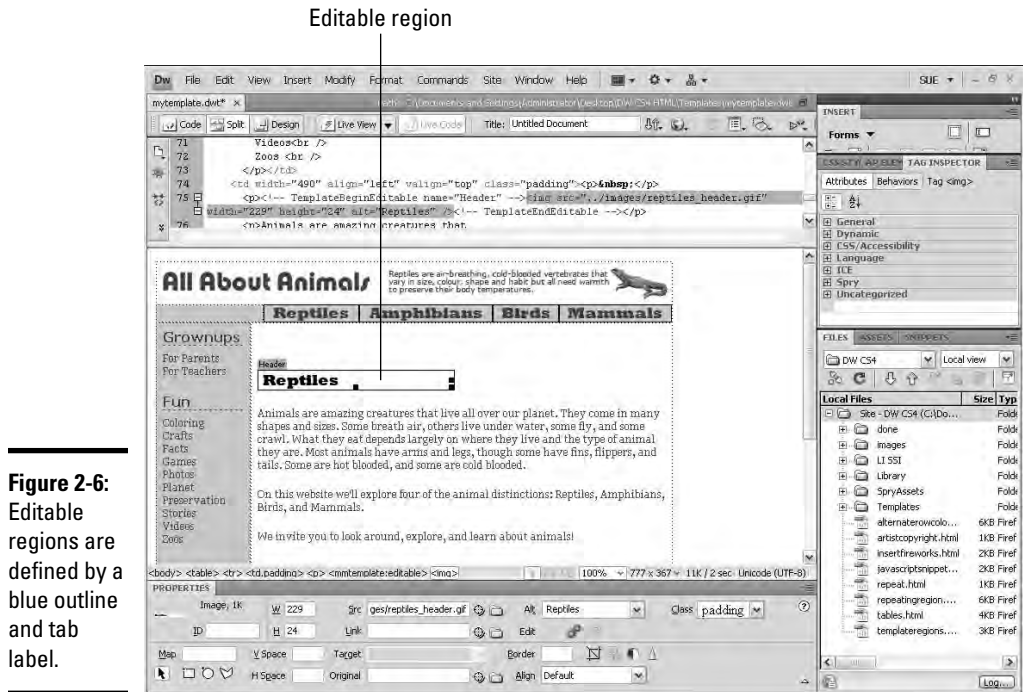 Editable region
Dw File Edit View Insert Modify Format Commands Site Window Help SUE
mytemplate.dwt* ×
Code Split Design Live View Live Code Title: Untitled Document
71 Videos<br />
72 Zoos <br />
73 </p></td>
74 <td width="490" align="left" valign="top" class="padding"><p>&nbsp;</p>
75 <p><!-- TemplateBeginEditable name="Header" --><img src="../images/reptiles_header.gif"
width="229" height="24" alt="Reptiles" /><!-- TemplateEndEditable --></p>
76 <p>Animals are amazing creatures that
All About Animals
Reptiles are air-breathing, cold-blooded vertebrates that
vary in size, colour, shape and habit but all need warmth
to preserve their body temperatures.
Reptiles Amphibians Birds Mammals
Grownups
For Parents
For Teachers
Fun
Coloring
Crafts
Facts
Games
Photos
Planet
Preservation
Stories
Videos
Zoos
Header
Reptiles
Animals are amazing creatures that live all over our planet. They come in many
shapes and sizes. Some breath air, others live under water, some fly, and some
crawl. What they eat depends largely on where they live and the type of animal
they are. Most animals have arms and legs, though some have fins, flippers, and
tails. Some are hot blooded, and some are cold blooded.
On this website we'll explore four of the animal distinctions: Reptiles, Amphibians,
Birds, and Mammals.
We invite you to look around, explore, and learn about animals!
<body> <table> <tr> <td.padding> <p> <mmtemplate:editable> <img> 100% 777 x 367 11K / 2 sec Unicode (UTF-8)
PROPERTIES
Image, 1K W 229 Src ges/reptiles_header.gif Alt Reptiles Class padding
ID H 24 Link Edit
Map V Space Target Border
H Space Original Align Default
INSERT
Forms
TAG INSPECTOR
Attributes Behaviors Tag <img>
General
Dynamic
CSS/Accessibility
Language
ICE
Spry
Uncategorized
FILES ASSETS SNIPPETS
DW CS4 Local view
Local Files Size Typ
Site - DW CS4 (C:\Do... Folde
done Folde
images Folde
LI SSI Folde
Library Folde
SpryAssets Folde
Templates Folde
alternaterowcolo... 6KB Firef
artistcopyright.html 1KB Firef
insertfireworks.html 2KB Firef
javascriptsnippet... 2KB Firef
repeat.html 1KB Firef
repeatingregion.... 6KB Firef
tables.html 4KB Firef
templateregions.... 3KB Firef
Log...
Figure 2-6:
Editable
regions are
defined by a
blue outline
and tab
label.